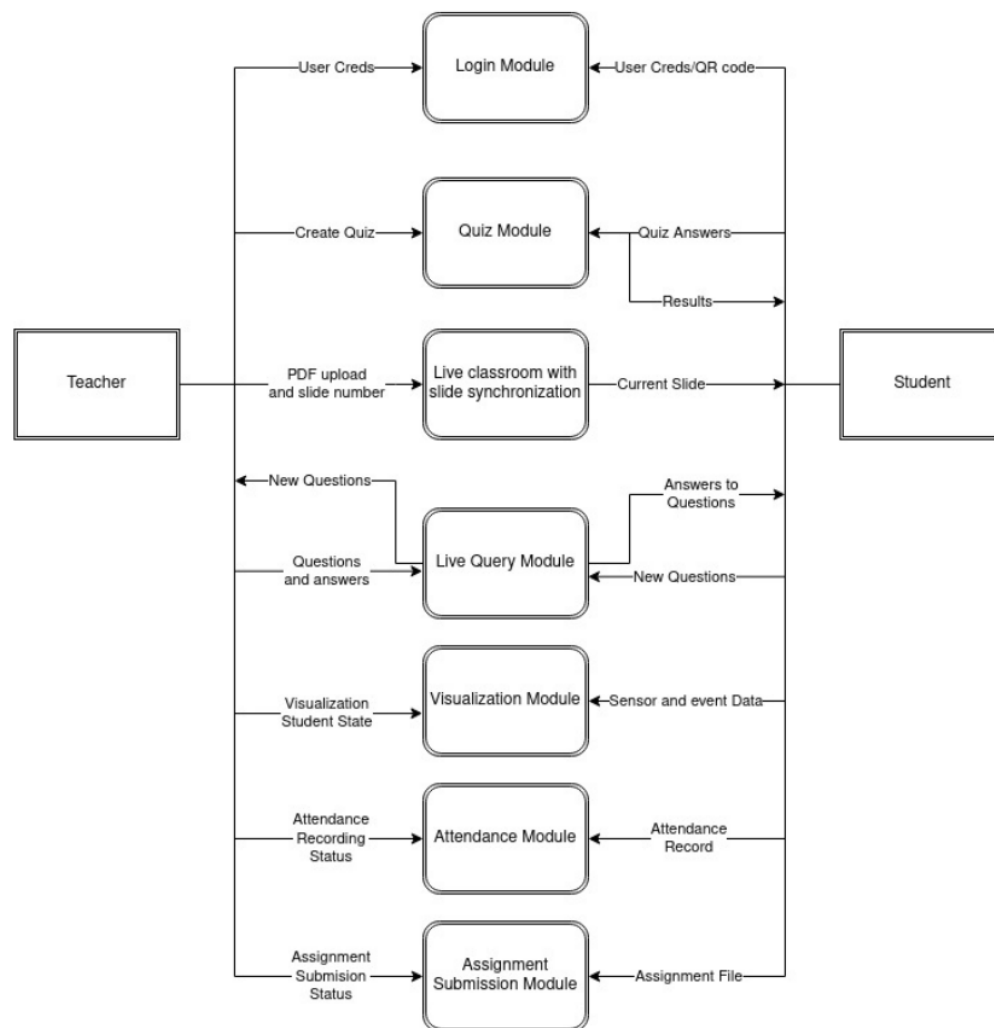 User Creds
Login Module
User Creds/QR code
Create Quiz
Quiz Module
Quiz Answers
Results
Teacher
PDF upload
and slide number
Live classroom with
slide synchronization
Current Slide
Student
New Questions
Answers to
Questions
Questions
and answers
Live Query Module
New Questions
Visualization
Student State
Visualization Module
Sensor and event Data
Attendance
Recording
Status
Attendance Module
Attendance
Record
Assignment
Submision
Status
Assignment
Submission Module
Assignment File